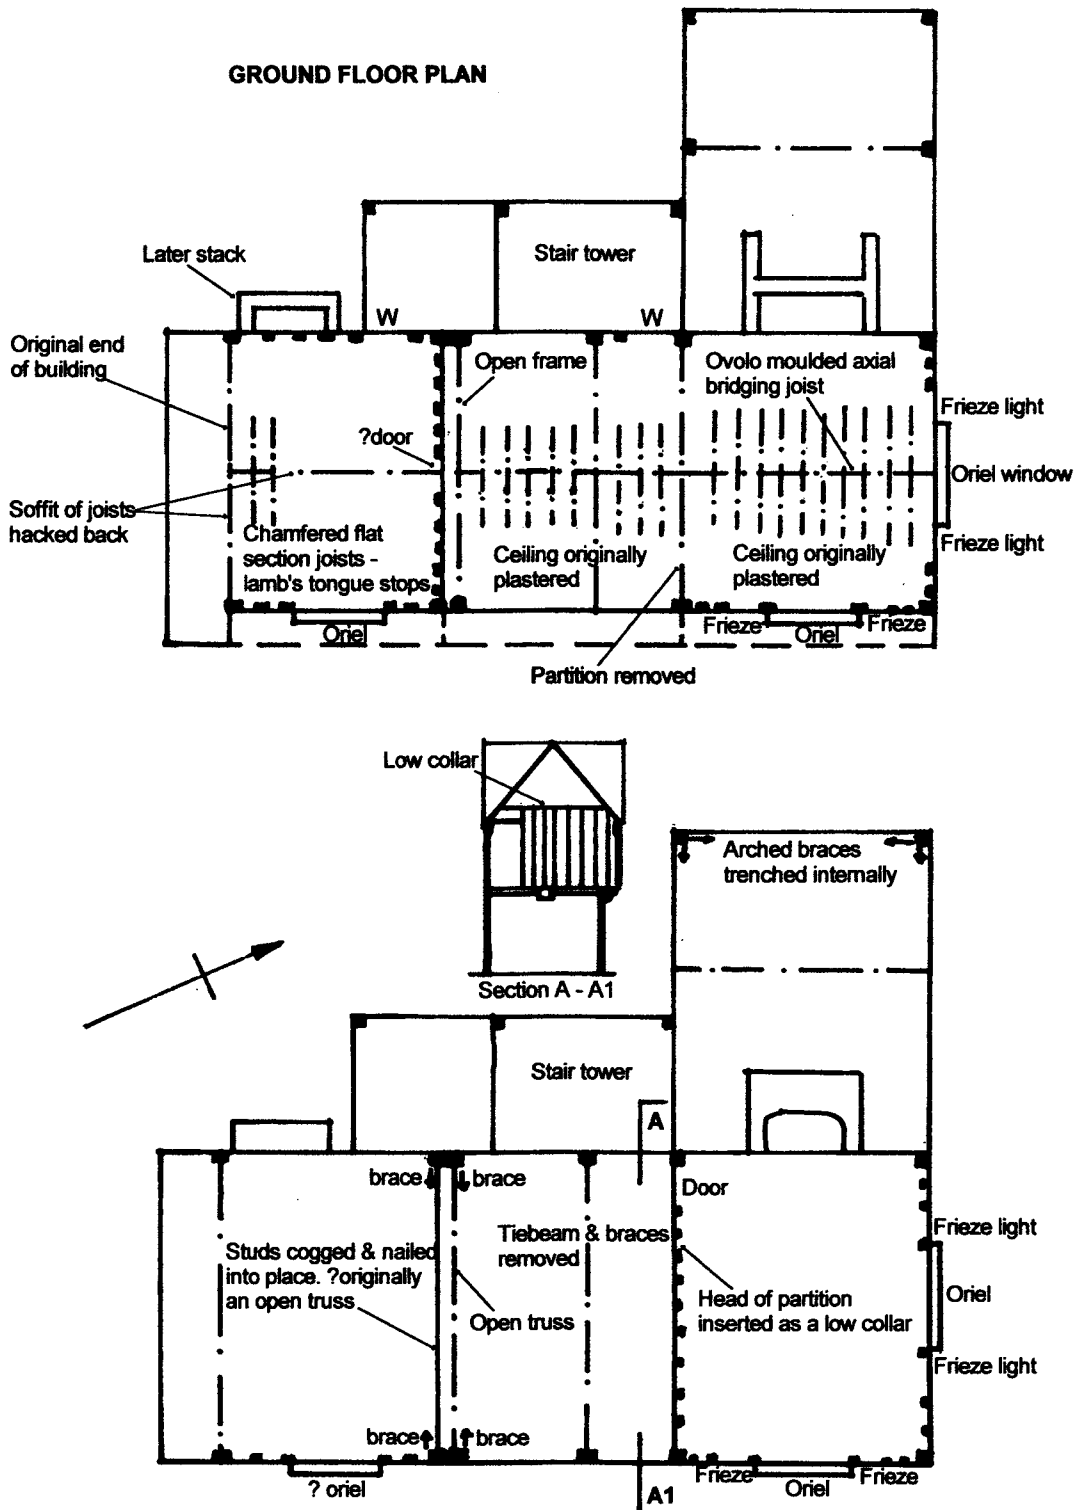 GROUND FLOOR PLAN
Later stack
Stair tower
W
W
Original end
of building
Open frame
Ovolo moulded axial
bridging joist
Frieze light
?door
Oriel window
Soffit of joists
hacked back
Chamfered flat
section joists -
lamb's tongue stops
Ceiling originally
plastered
Ceiling originally
plastered
Frieze light
Oriel
Frieze
Oriel
Frieze
Partition removed
Low collar
Section A - A1
Arched braces
trenched internally
Stair tower
A
brace
brace
Door
Studs cogged & nailed
into place. ?originally
an open truss
Tiebeam & braces
removed
Frieze light
Open truss
Head of partition
inserted as a low collar
Oriel
Frieze light
brace
brace
? oriel
Frieze
Oriel
Frieze
A1